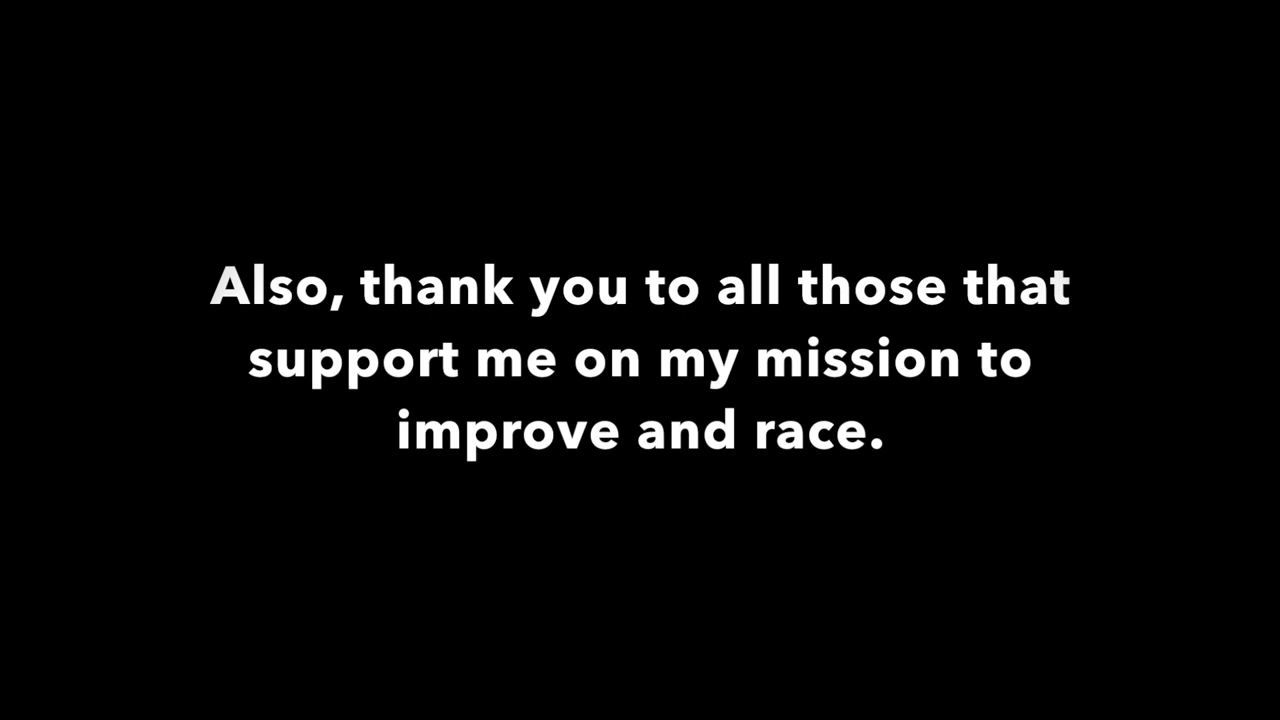 Also, thank you to all those that
support me on my mission to
improve and race.